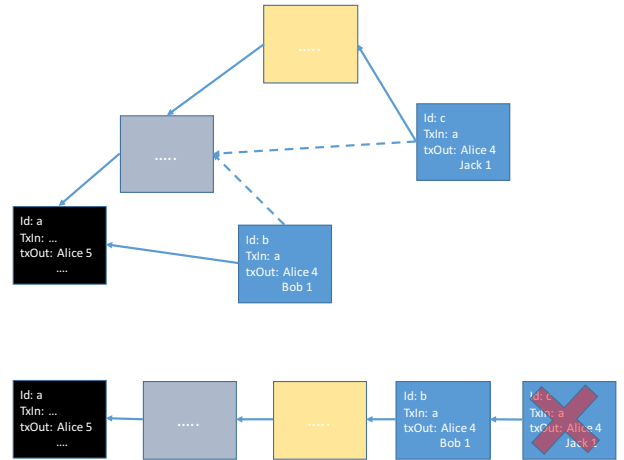 .....
Id: c
TxIn: a
txOut: Alice 4
Jack 1
.....
Id: a
TxIn: ...
txOut: Alice 5
....
Id: b
TxIn: a
txOut: Alice 4
Bob 1
Id: a
TxIn: ...
txOut: Alice 5
....
.....
.....
Id: b
TxIn: a
txOut: Alice 4
Bob 1
Id: c
TxIn: a
txOut: Alice 4
Jack 1